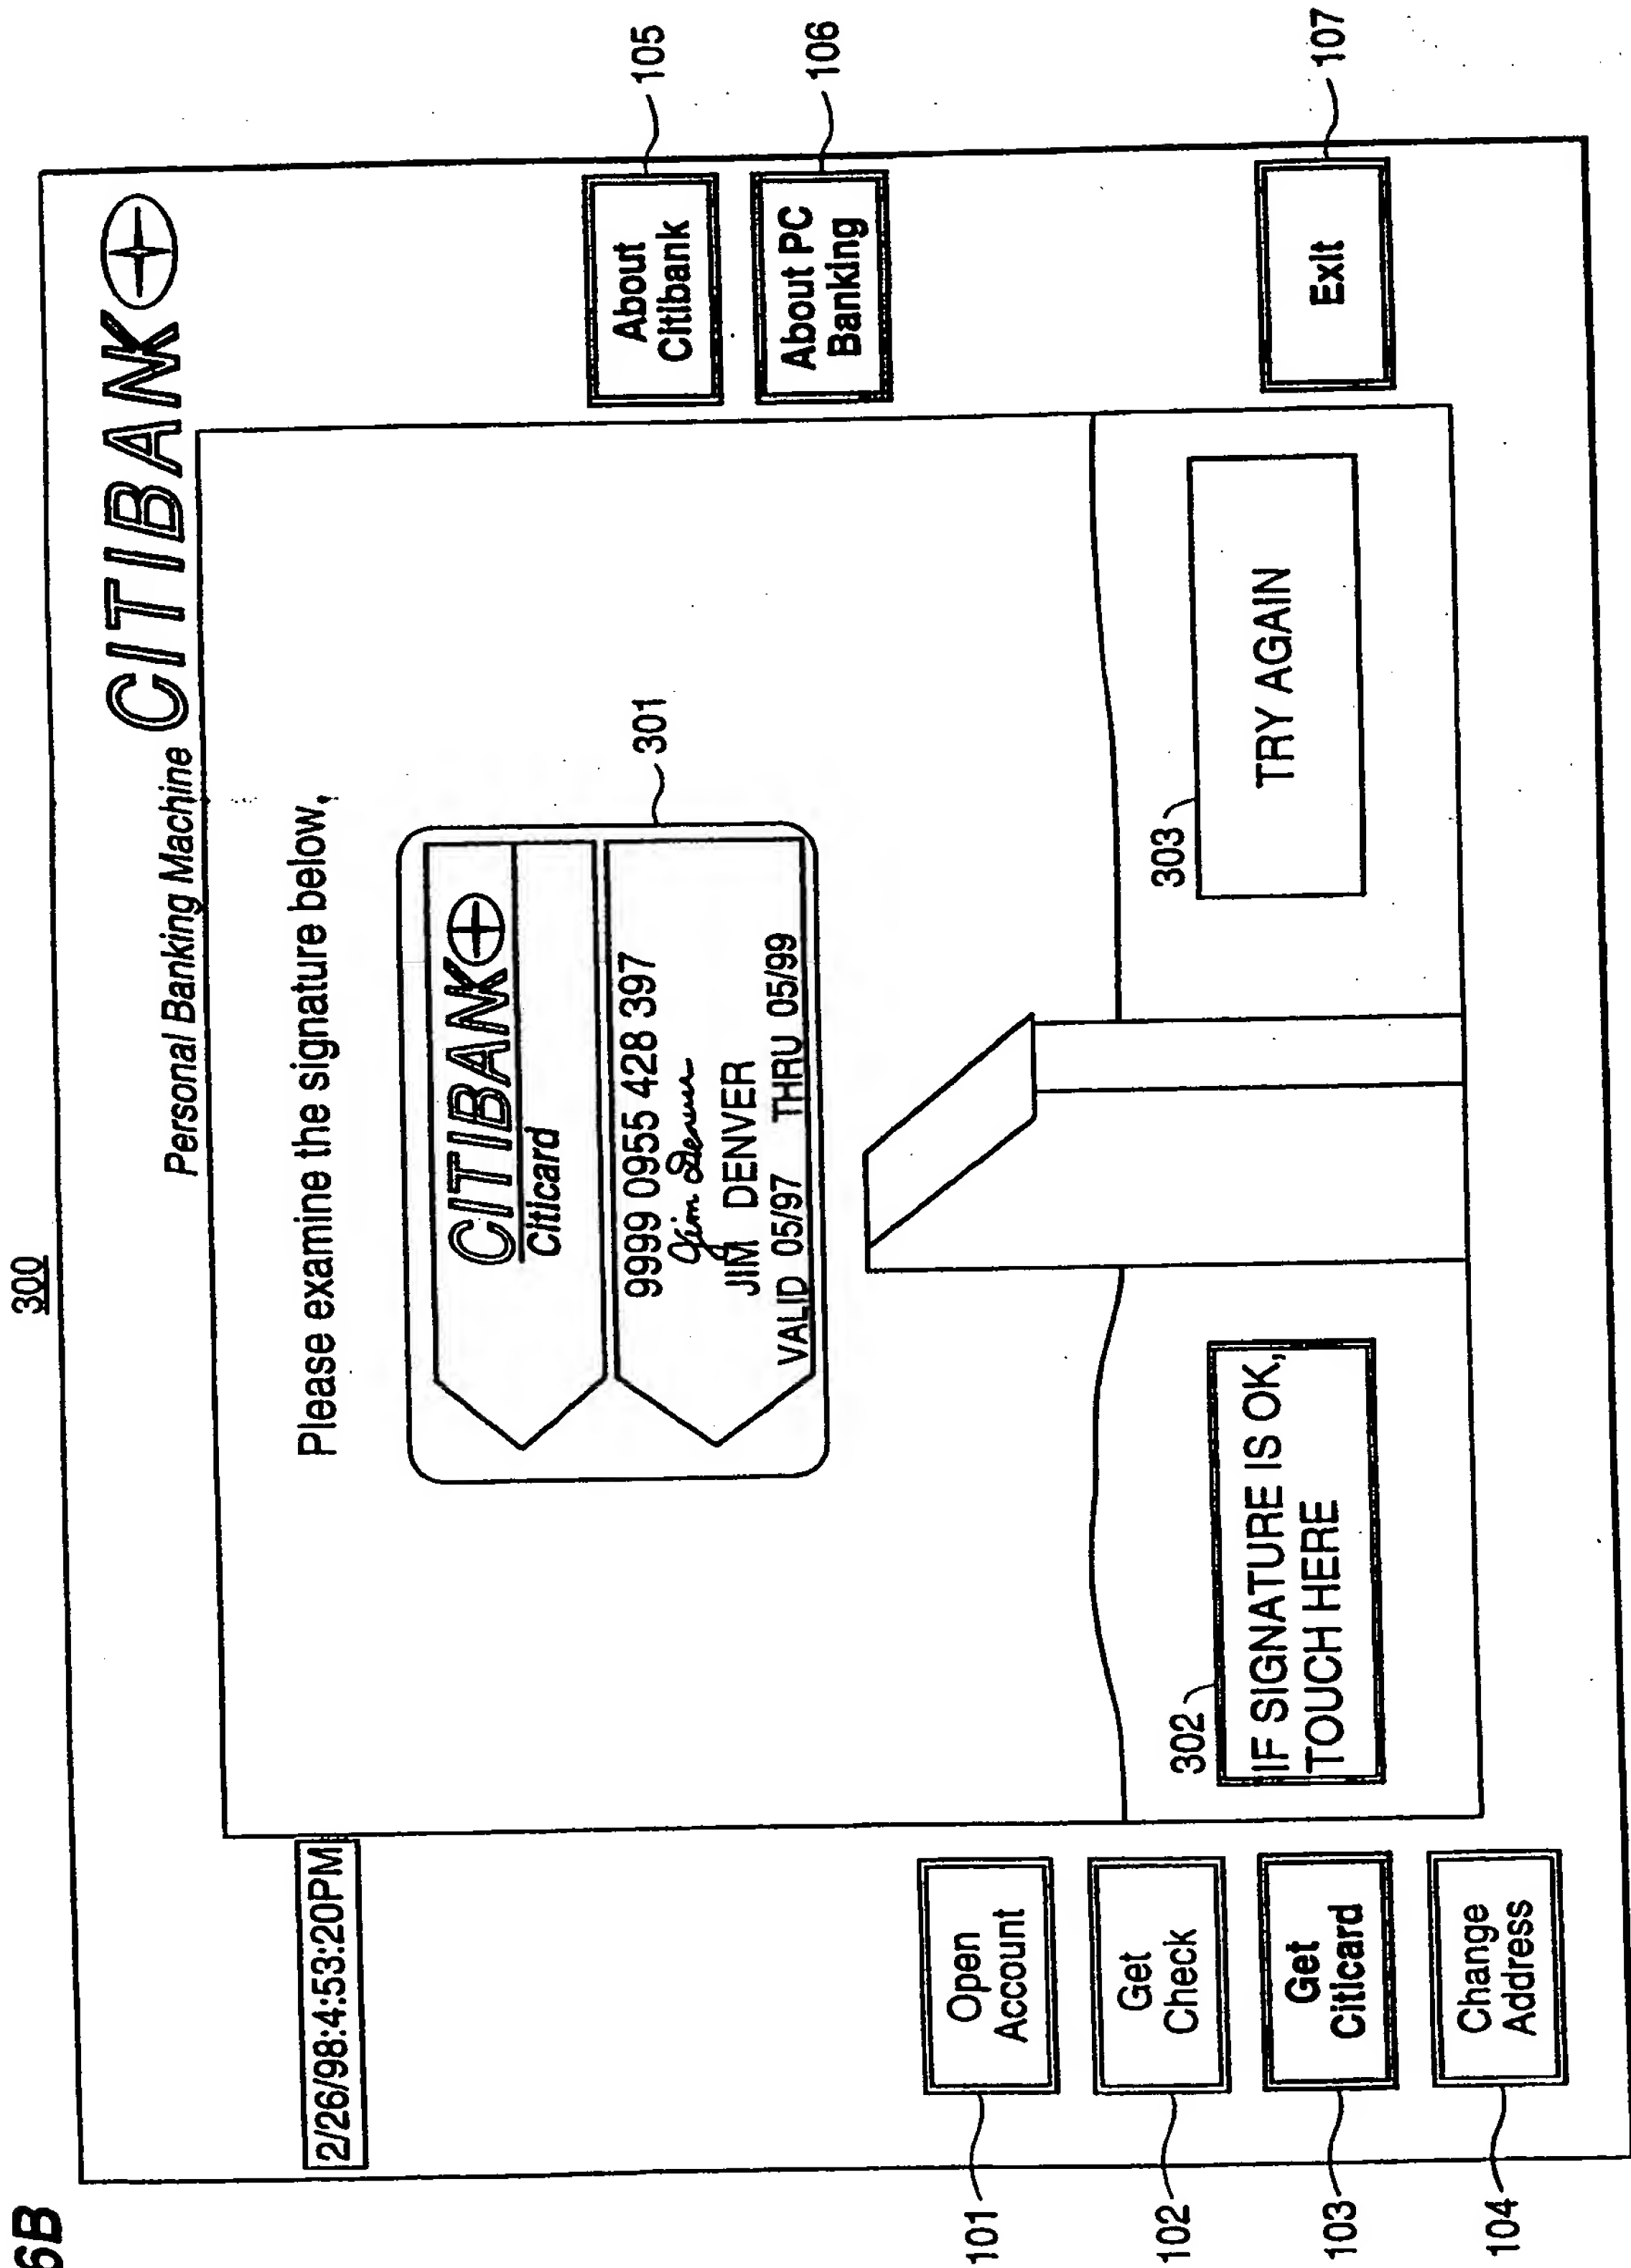 6B
300
Personal Banking Machine CITIBANK
2/26/98:4:53:20PM
Please examine the signature below,
CITIBANK
Citicard
9999 0955 428 397
Jim Denver
JIM DENVER
VALID 05/97 THRU 05/99
301
About
Citibank
105
About PC
Banking
106
Open
Account
101
Get
Check
102
Get
Citicard
103
Change
Address
104
302
IF SIGNATURE IS OK,
TOUCH HERE
303
TRY AGAIN
Exit
107